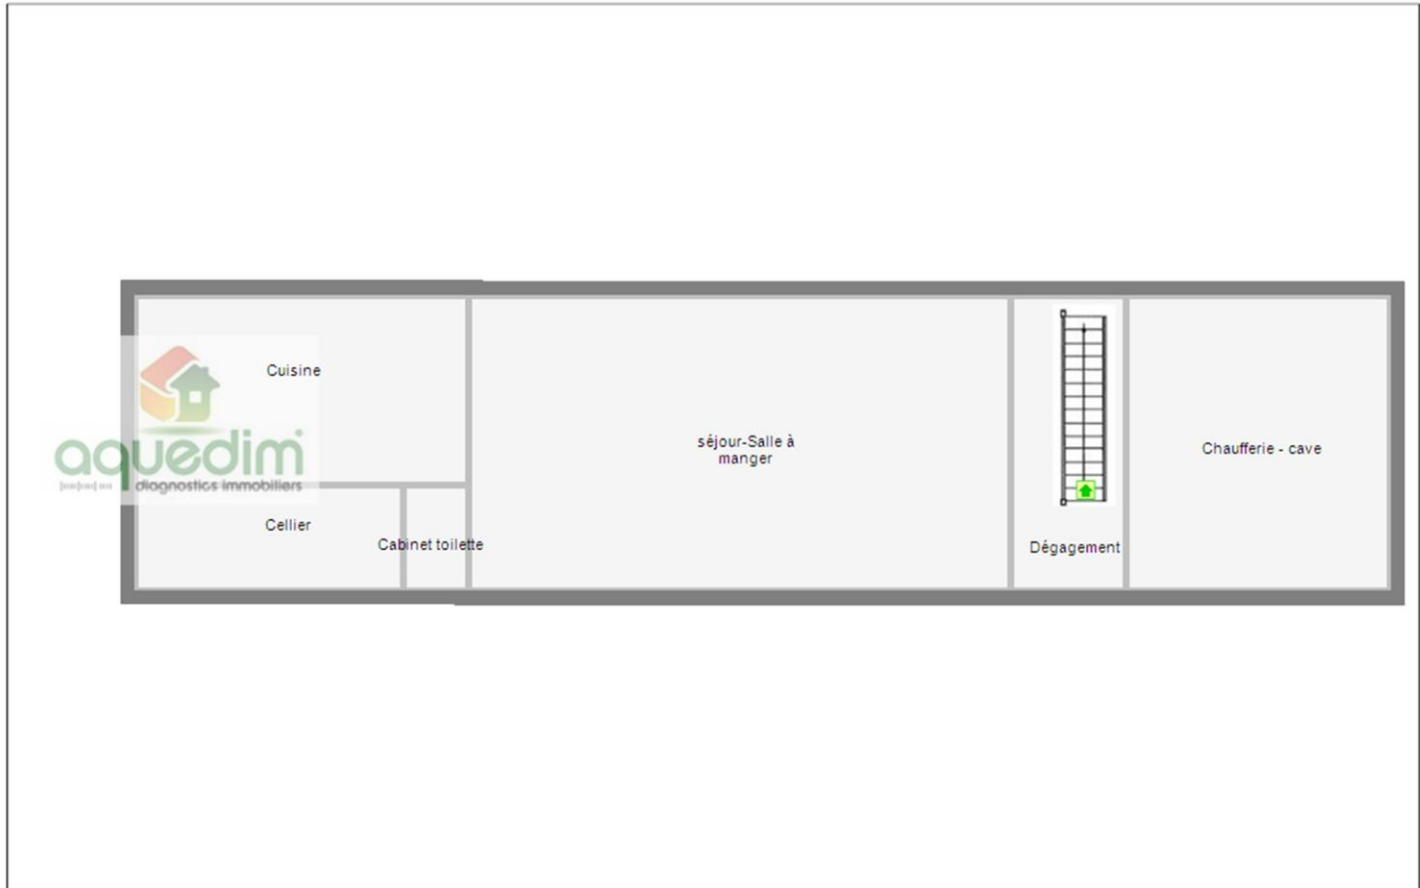 Cuisine
aquedim
diagnostics immobiliers
Cellier
Cabinet toilette
séjour-Salle à
manger
Dégagement
Chaufferie - cave